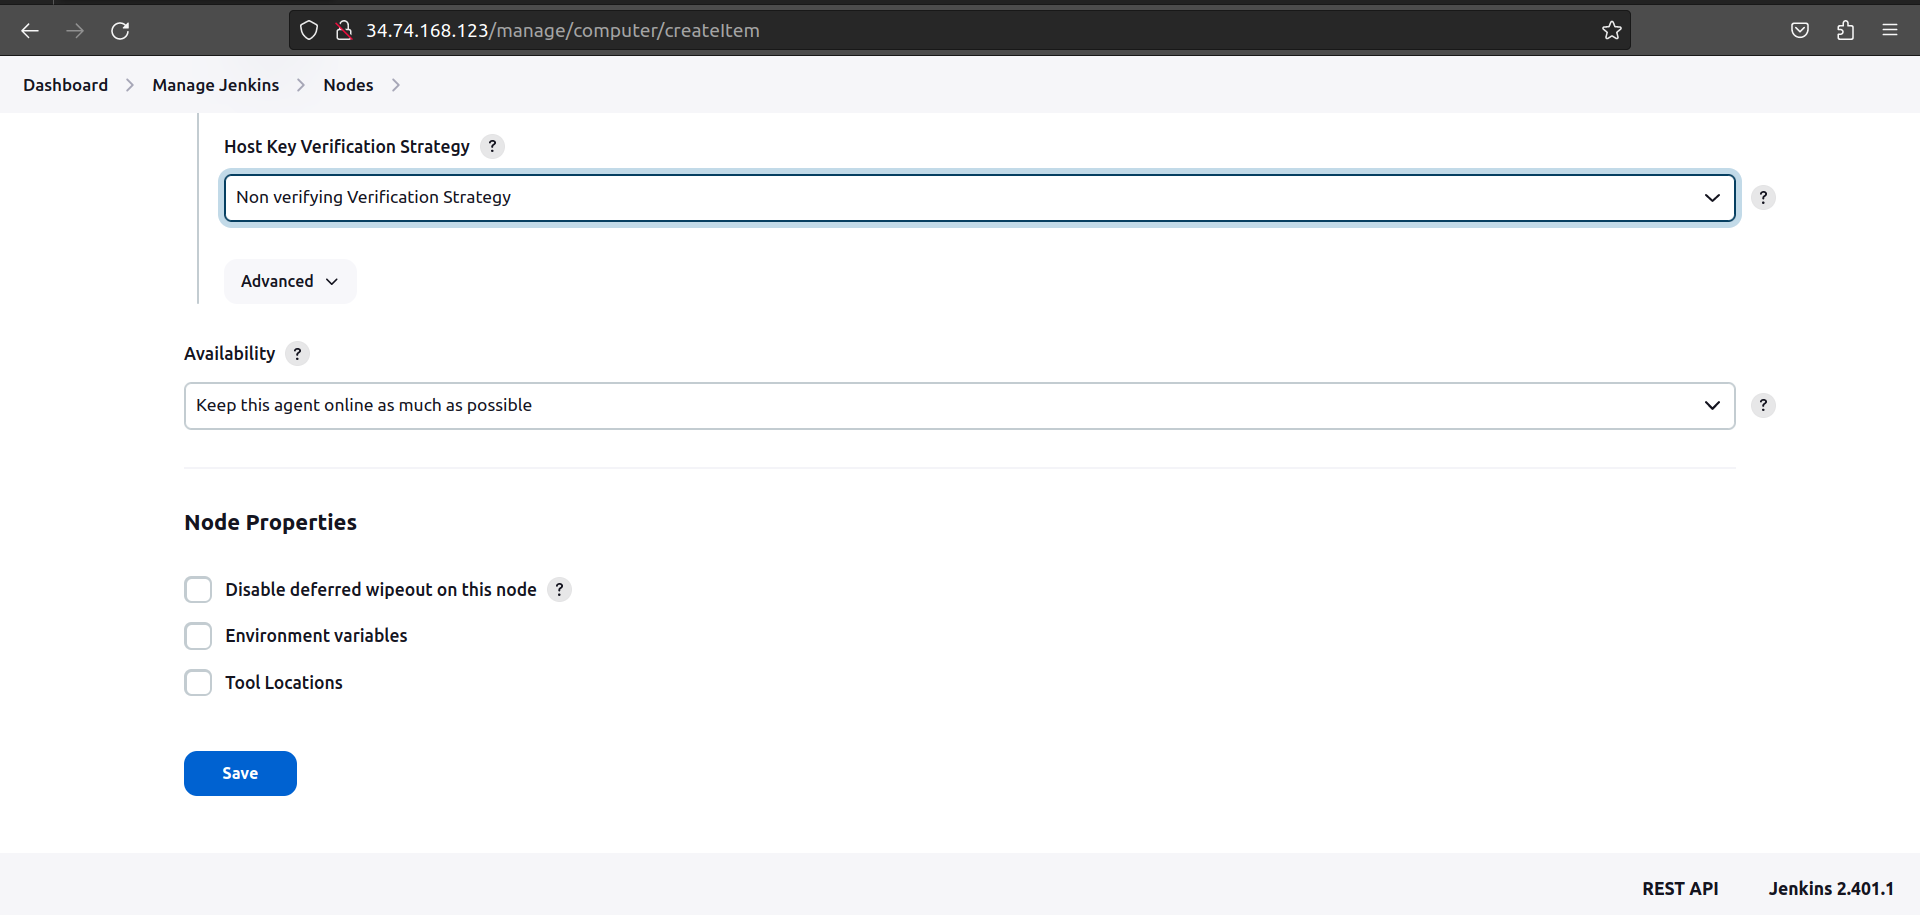 34.74.168.123/manage/computer/createItem
Dashboard > Manage Jenkins > Nodes >
Host Key Verification Strategy ?
Non verifying Verification Strategy ?
Advanced
Availability ?
Keep this agent online as much as possible ?
Node Properties
Disable deferred wipeout on this node ?
Environment variables
Tool Locations
Save
REST API Jenkins 2.401.1